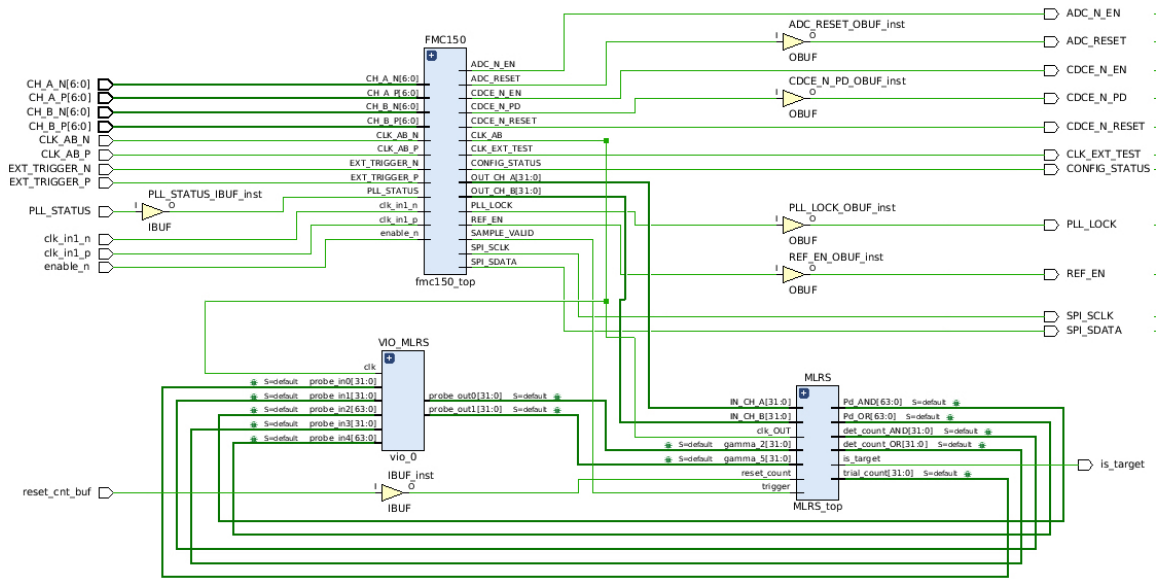 ADC_N_EN
ADC_RESET_OBUF_inst
I O
OBUF
ADC_RESET
CDCE_N_EN
CDCE_N_PD_OBUF_inst
I O
OBUF
CDCE_N_PD
CDCE_N_RESET
CLK_EXT_TEST
CONFIG_STATUS
PLL_LOCK_OBUF_inst
I O
OBUF
PLL_LOCK
REF_EN_OBUF_inst
I O
OBUF
REF_EN
SPI_SCLK
SPI_SDATA
CH_A_N[6:0]
CH_A_P[6:0]
CH_B_N[6:0]
CH_B_P[6:0]
CLK_AB_N
CLK_AB_P
EXT_TRIGGER_N
EXT_TRIGGER_P
PLL_STATUS_IBUF_inst
I O
IBUF
PLL_STATUS
clk_in1_n
clk_in1_p
enable_n
FMC150
CH_A_N[6:0]
CH_A_P[6:0]
CH_B_N[6:0]
CH_B_P[6:0]
CLK_AB_N
CLK_AB_P
EXT_TRIGGER_N
EXT_TRIGGER_P
PLL_STATUS
clk_in1_n
clk_in1_p
enable_n
ADC_N_EN
ADC_RESET
CDCE_N_EN
CDCE_N_PD
CDCE_N_RESET
CLK_AB
CLK_EXT_TEST
CONFIG_STATUS
OUT_CH_A[31:0]
OUT_CH_B[31:0]
PLL_LOCK
REF_EN
SAMPLE_VALID
SPI_SCLK
SPI_SDATA
fmc150_top
VIO_MLRS
clk
S=default probe_in0[31:0]
S=default probe_in1[31:0]
S=default probe_in2[63:0]
S=default probe_in3[31:0]
S=default probe_in4[63:0]
probe_out0[31:0] S=default
probe_out1[31:0] S=default
vio_0
reset_cnt_buf
IBUF_inst
I O
IBUF
MLRS
IN_CH_A[31:0]
IN_CH_B[31:0]
clk_OUT
S=default gamma_2[31:0]
S=default gamma_5[31:0]
reset_count
trigger
Pd_AND[63:0] S=default
Pd_OR[63:0] S=default
det_count_AND[31:0] S=default
det_count_OR[31:0] S=default
is_target
trial_count[31:0] S=default
MLRS_top
is_target